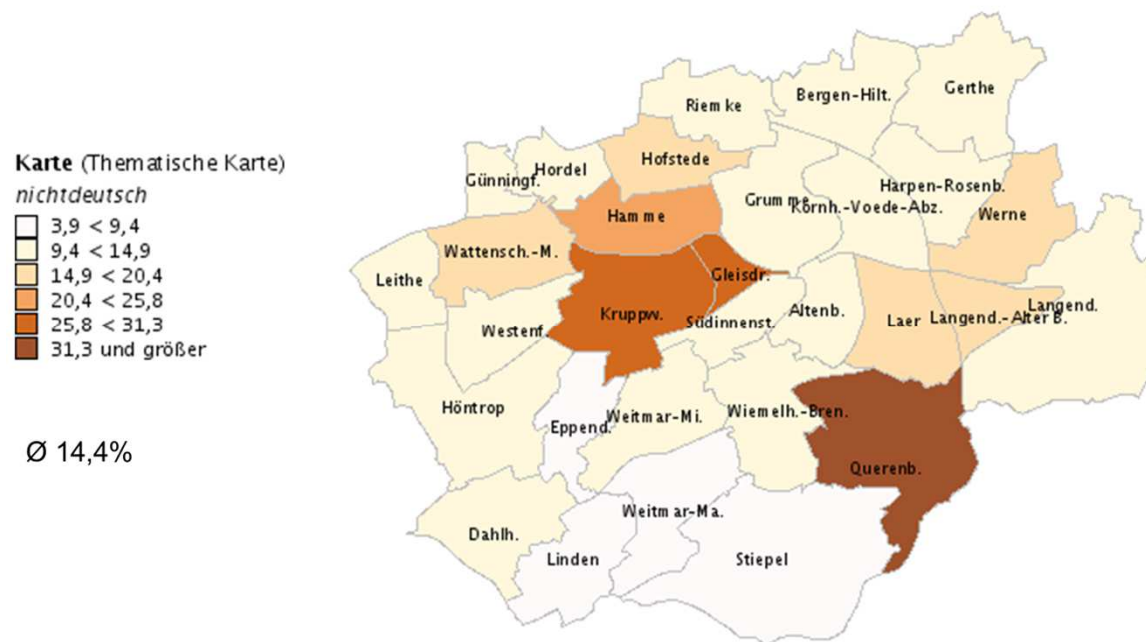 Karte (Thematische Karte)
nichtdeutsch
3,9 < 9,4
9,4 < 14,9
14,9 < 20,4
20,4 < 25,8
25,8 < 31,3
31,3 und größer
Ø 14,4%
Gerthe
Bergen-Hilt.
Riemke
Hofstede
Hordel
Günningf.
Harpen-Rosenb.
Grumme
Kornh.-Voede-Abz.
Werne
Hamme
Wattensch.-M.
Leithe
Gleisdr.
Kruppw.
Südinnenst.
Altenb.
Laer
Langend.-Alter B.
Langend.
Westenf.
Höntrop
Eppend.
Weitmar-Mi.
Wiemelh.-Bren.
Querenb.
Weitmar-Ma.
Dahlh.
Linden
Stiepel